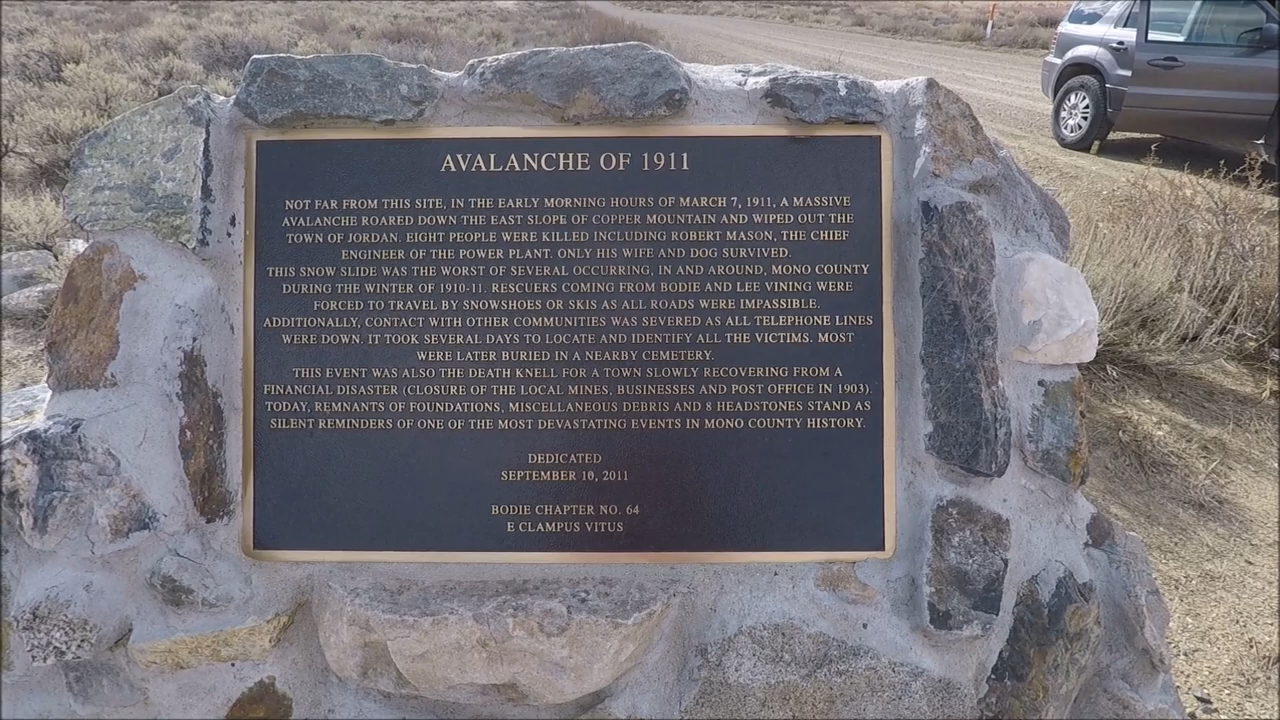 AVALANCHE OF 1911
NOT FAR FROM THIS SITE, IN THE EARLY MORNING HOURS OF MARCH 7, 1911, A MASSIVE
AVALANCHE ROARED DOWN THE EAST SLOPE OF COPPER MOUNTAIN AND WIPED OUT THE
TOWN OF JORDAN. EIGHT PEOPLE WERE KILLED INCLUDING ROBERT MASON, THE CHIEF
ENGINEER OF THE POWER PLANT. ONLY HIS WIFE AND DOG SURVIVED.
THIS SNOW SLIDE WAS THE WORST OF SEVERAL OCCURRING, IN AND AROUND, MONO COUNTY
DURING THE WINTER OF 1910-11. RESCUERS COMING FROM BODIE AND LEE VINING WERE
FORCED TO TRAVEL BY SNOWSHOES OR SKIS AS ALL ROADS WERE IMPASSIBLE.
ADDITIONALLY, CONTACT WITH OTHER COMMUNITIES WAS SEVERED AS ALL TELEPHONE LINES
WERE DOWN. IT TOOK SEVERAL DAYS TO LOCATE AND IDENTIFY ALL THE VICTIMS. MOST
WERE LATER BURIED IN A NEARBY CEMETERY.
THIS EVENT WAS ALSO THE DEATH KNELL FOR A TOWN SLOWLY RECOVERING FROM A
FINANCIAL DISASTER (CLOSURE OF THE LOCAL MINES, BUSINESSES AND POST OFFICE IN 1903).
TODAY, REMNANTS OF FOUNDATIONS, MISCELLANEOUS DEBRIS AND 8 HEADSTONES STAND AS
SILENT REMINDERS OF ONE OF THE MOST DEVASTATING EVENTS IN MONO COUNTY HISTORY.
DEDICATED
SEPTEMBER 10, 2011
BODIE CHAPTER NO. 64
E CLAMPUS VITUS